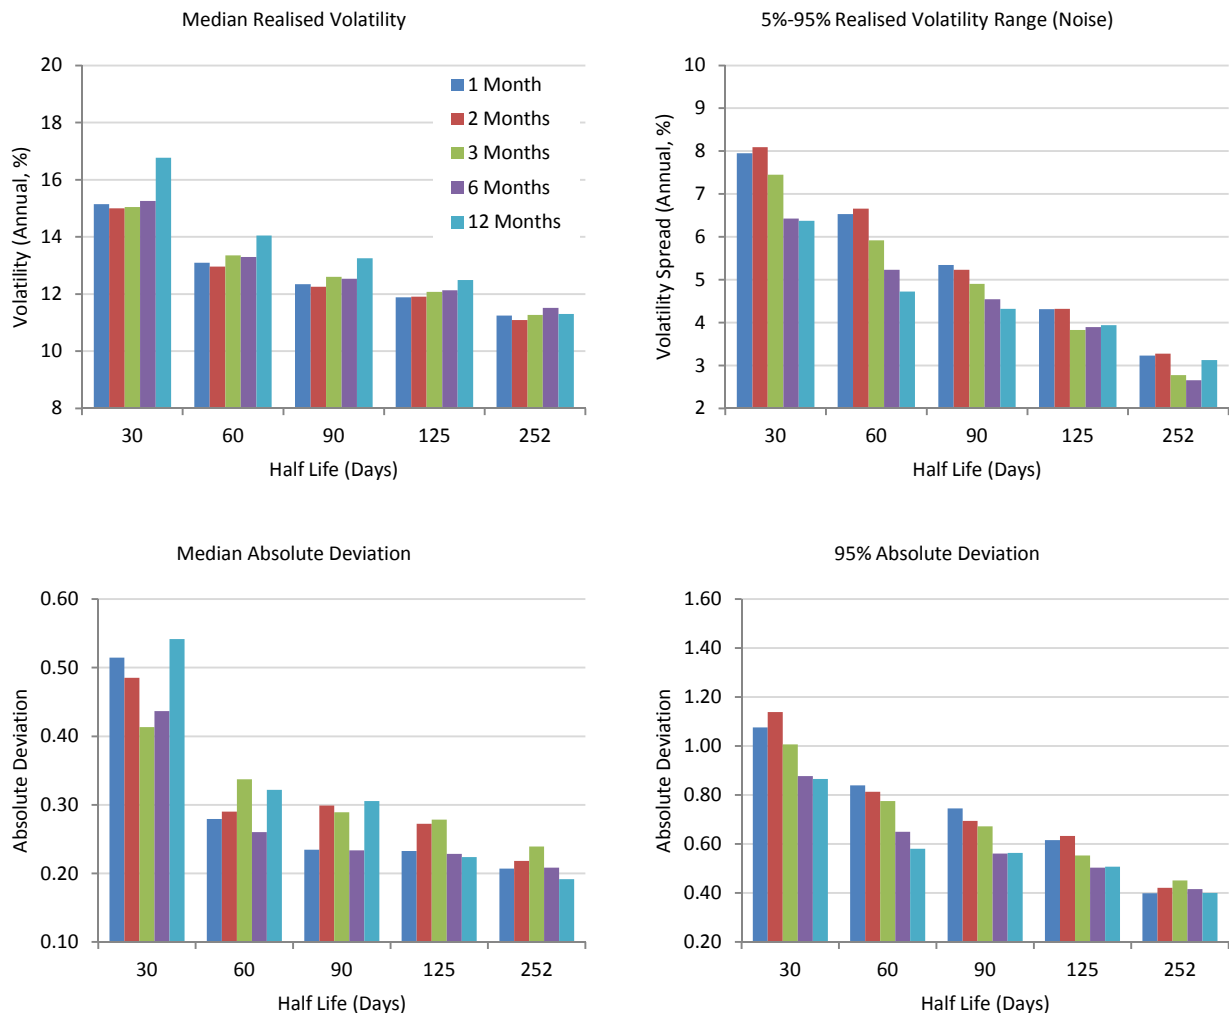 Median Realised Volatility
Volatility (Annual, %)
20
18
16
14
12
10
8
1 Month
2 Months
3 Months
6 Months
12 Months
30 60 90 125 252
Half Life (Days)
5%-95% Realised Volatility Range (Noise)
Volatility Spread (Annual, %)
10
9
8
7
6
5
4
3
2
30 60 90 125 252
Half Life (Days)
Median Absolute Deviation
Absolute Deviation
0.60
0.50
0.40
0.30
0.20
0.10
30 60 90 125 252
Half Life (Days)
95% Absolute Deviation
Absolute Deviation
1.60
1.40
1.20
1.00
0.80
0.60
0.40
0.20
30 60 90 125 252
Half Life (Days)